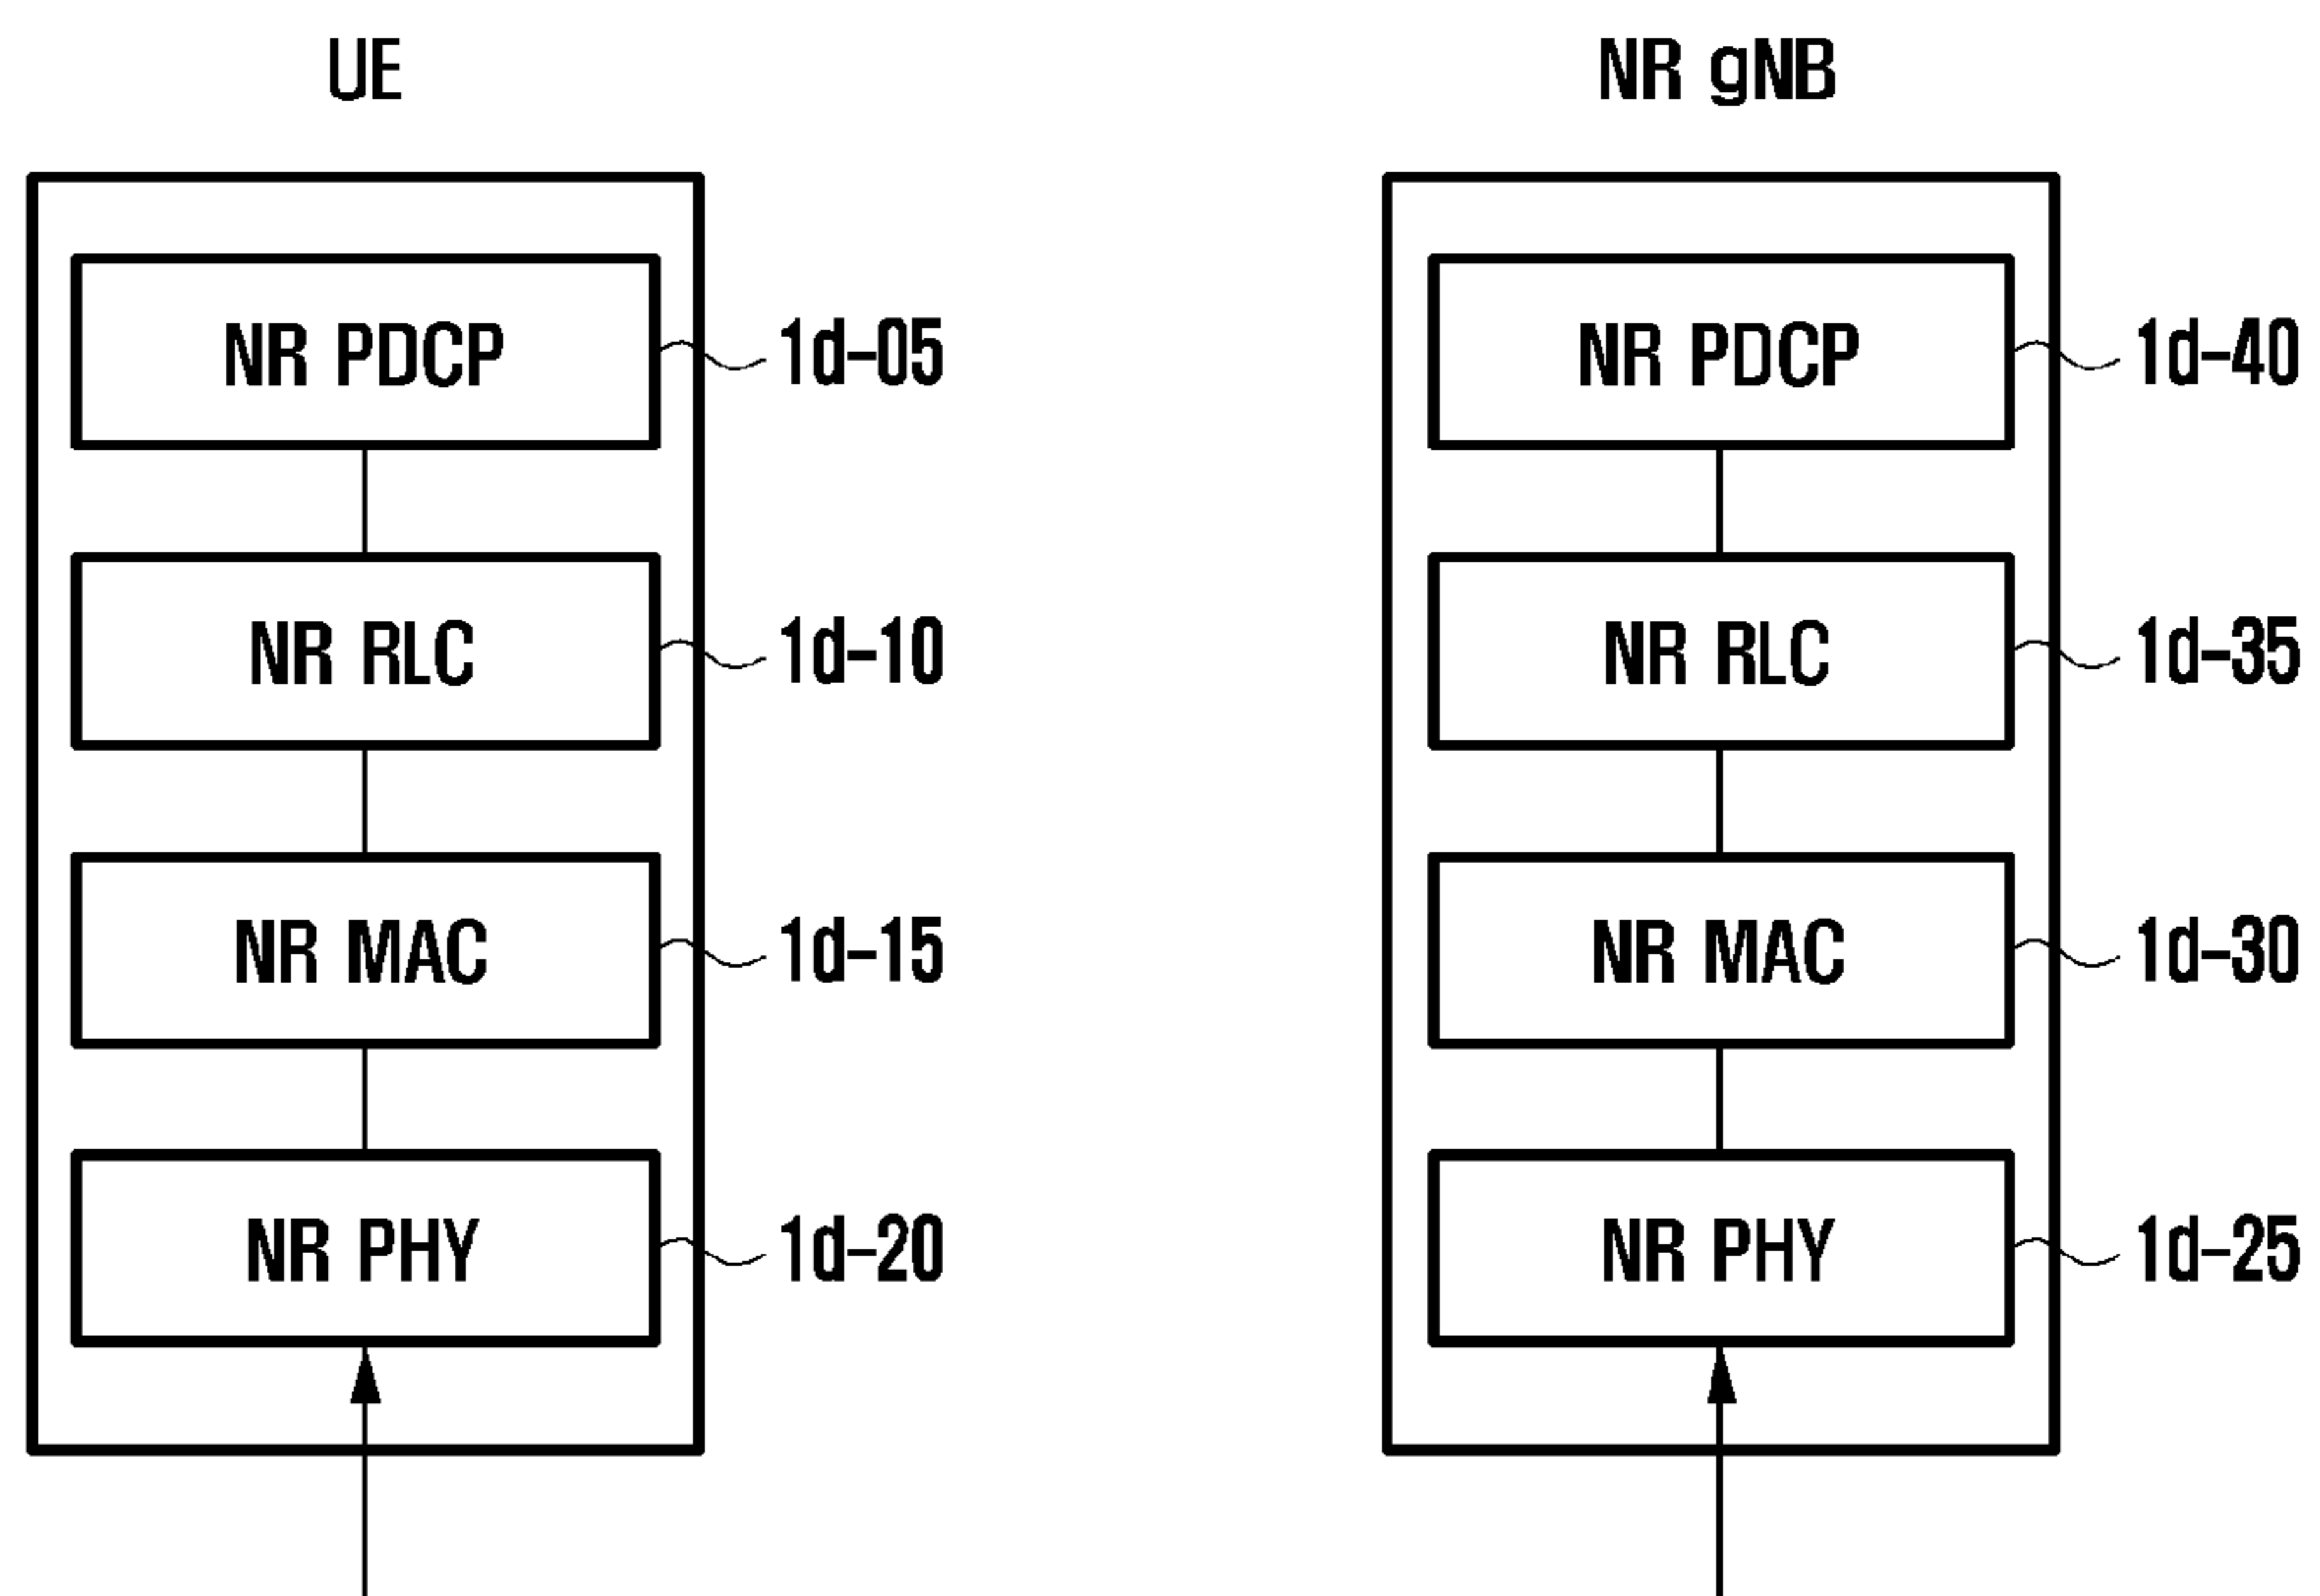 UE
NR gNB
NR PDCP
1d-05
NR PDCP
1d-40
NR RLC
1d-10
NR RLC
1d-35
NR MAC
1d-15
NR MAC
1d-30
NR PHY
1d-20
NR PHY
1d-25